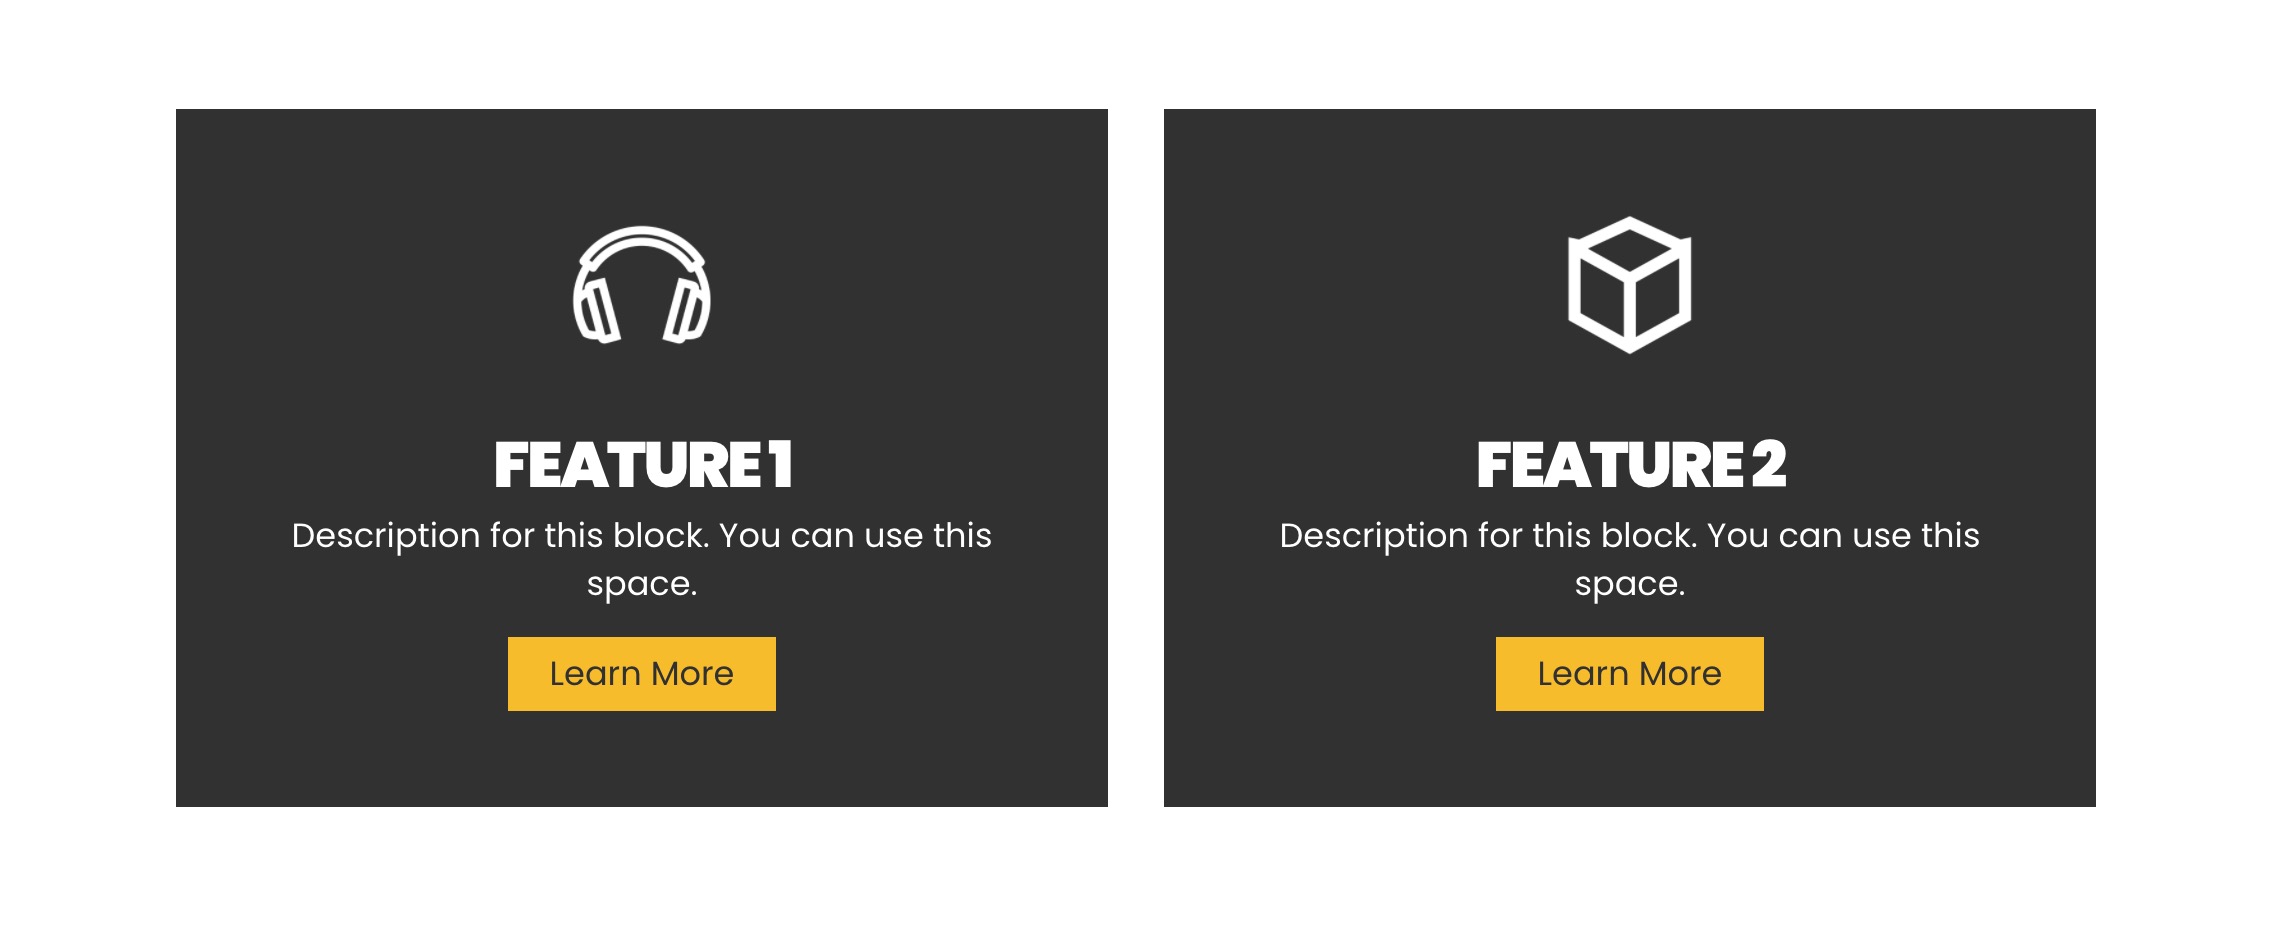 FEATURE 1
Description for this block. You can use this
space.
Learn More
FEATURE 2
Description for this block. You can use this
space.
Learn More